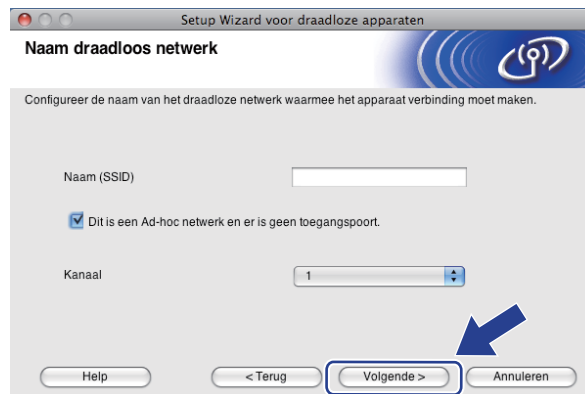 Setup Wizard voor draadloze apparaten
Naam draadloos netwerk
Configureer de naam van het draadloze netwerk waarmee het apparaat verbinding moet maken.
Naam (SSID)
Dit is een Ad-hoc netwerk en er is geen toegangspoort.
Kanaal 1
Help < Terug Volgende > Annuleren